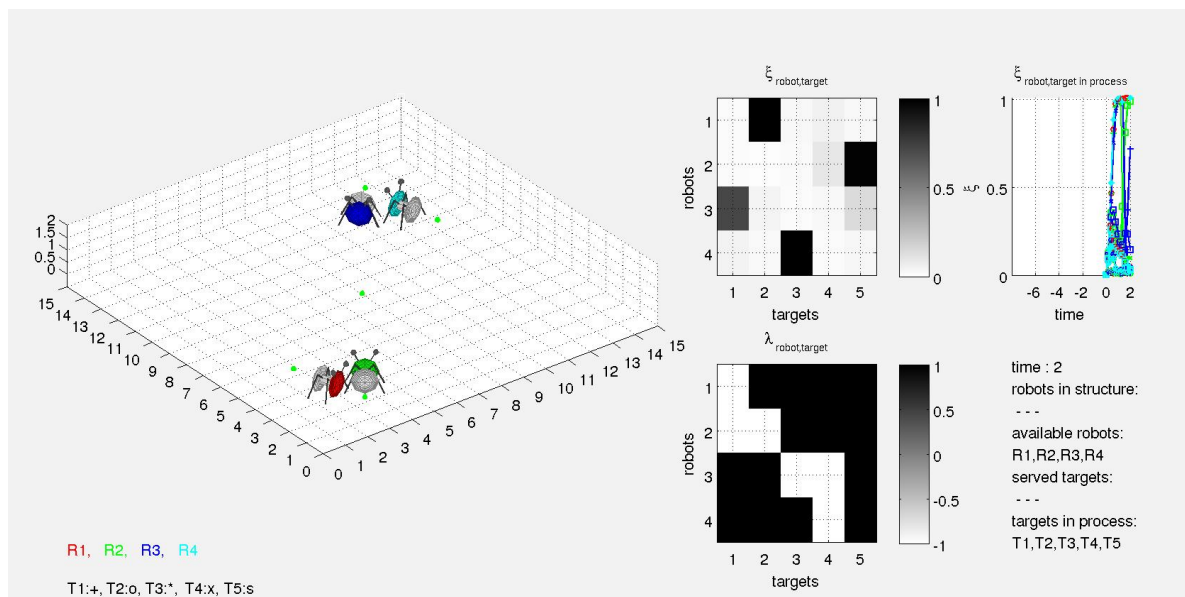 ξ robot,target
ξ robot,target in process
1
2
3
4
robots
1 2 3 4 5
targets
1
0.5
0
1
0.5
0
ξ
-6 -4 -2 0 2
time
2
1.5
1
0.5
0
15
14
13
12
11
10
9
8
7
6
5
4
3
2
1
0
0
1
2
3
4
5
6
7
8
9
10
11
12
13
14
15
λ robot,target
1
2
3
4
robots
1 2 3 4 5
targets
1
0.5
0
-0.5
-1
time : 2
robots in structure:
- - -
available robots:
R1,R2,R3,R4
served targets:
- - -
targets in process:
T1,T2,T3,T4,T5
R1, R2, R3, R4
T1:+, T2:o, T3:*, T4:x, T5:s